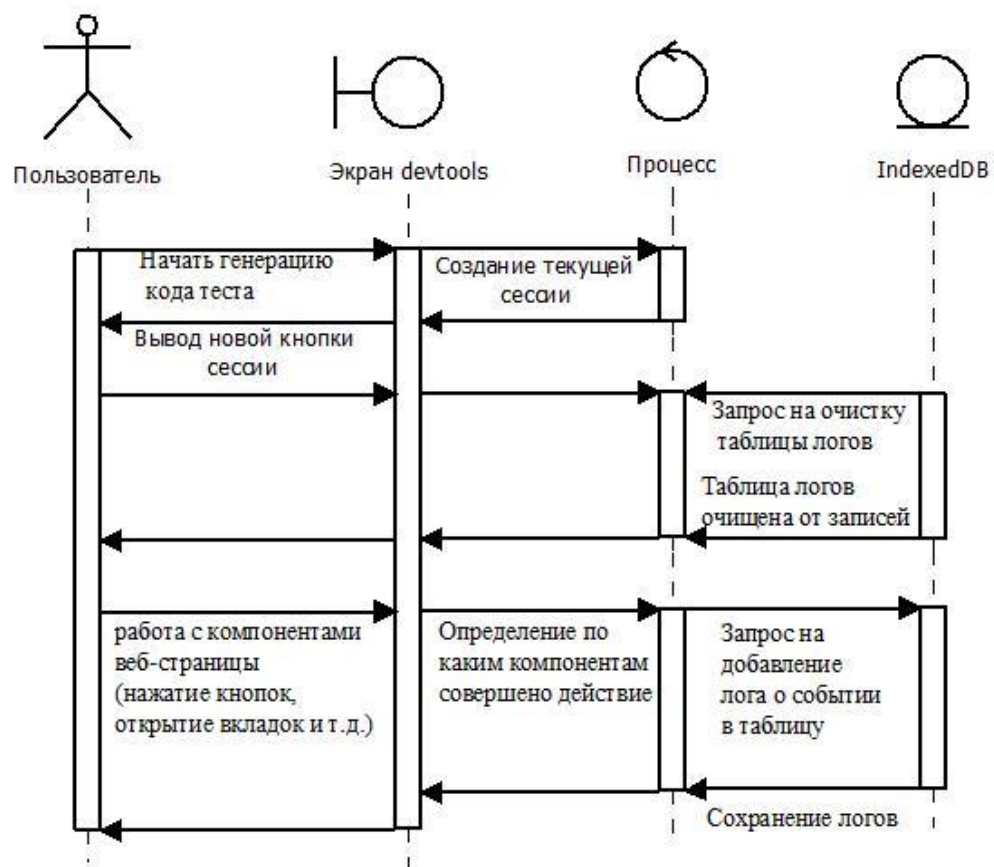 Пользователь
Экран devtools
Процесс
IndexedDB
Начать генерацию
кода теста
Создание текущей
сессии
Вывод новой кнопки
сессии
Запрос на очистку
таблицы логов
Таблица логов
очищена от записей
работа с компонентами
веб-страницы
(нажатие кнопок,
открытие вкладок и т.д.)
Определение по
каким компонентам
совершено действие
Запрос на
добавление
лога о событии
в таблицу
Сохранение логов